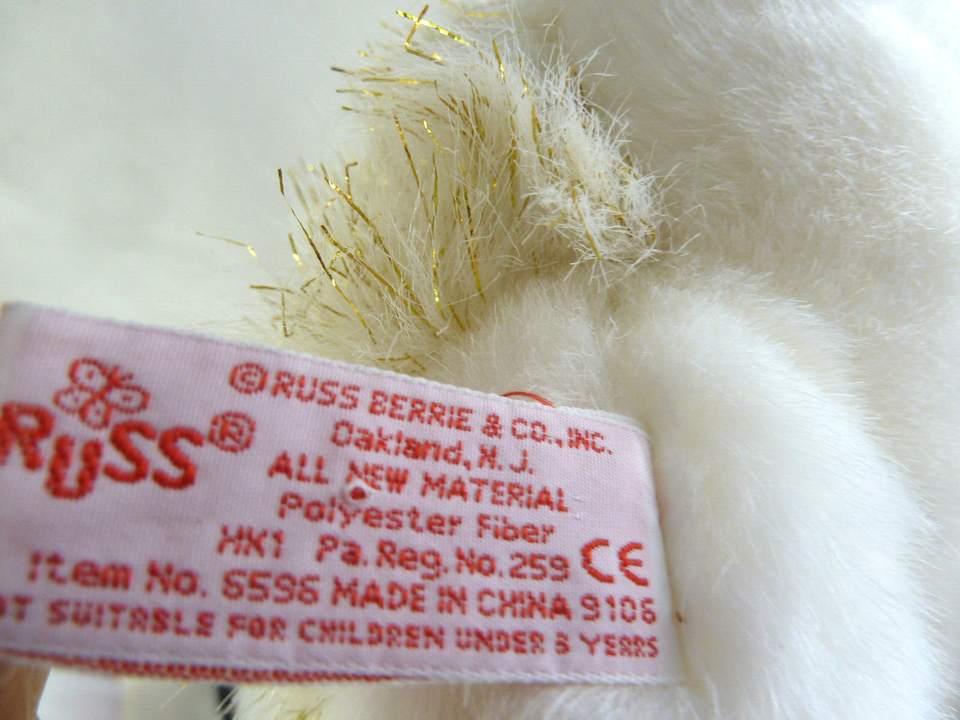 RUSS®
© RUSS BERRIE & CO., INC.
Oakland, N.J.
ALL NEW MATERIAL
Polyester Fiber
HK1 Pa. Reg. No. 259 CE
Item No. 6596 MADE IN CHINA 9106
SUITABLE FOR CHILDREN UNDER 3 YEARS